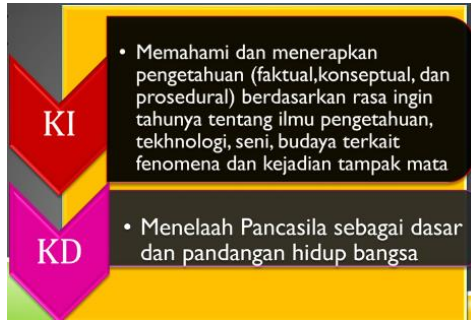 KI
• Memahami dan menerapkan
pengetahuan (faktual,konseptual, dan
prosedural) berdasarkan rasa ingin
tahunya tentang ilmu pengetahuan,
tekhnologi, seni, budaya terkait
fenomena dan kejadian tampak mata
KD
• Menelaah Pancasila sebagai dasar
dan pandangan hidup bangsa